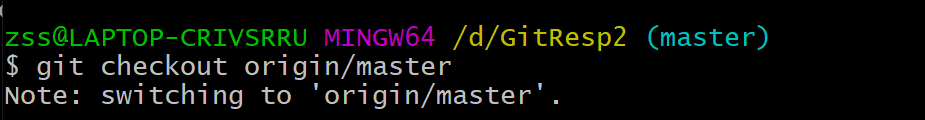 zss@LAPTOP-CRIVSRRU MINGW64 /d/GitResp2 (master)
$ git checkout origin/master
Note: switching to 'origin/master'.